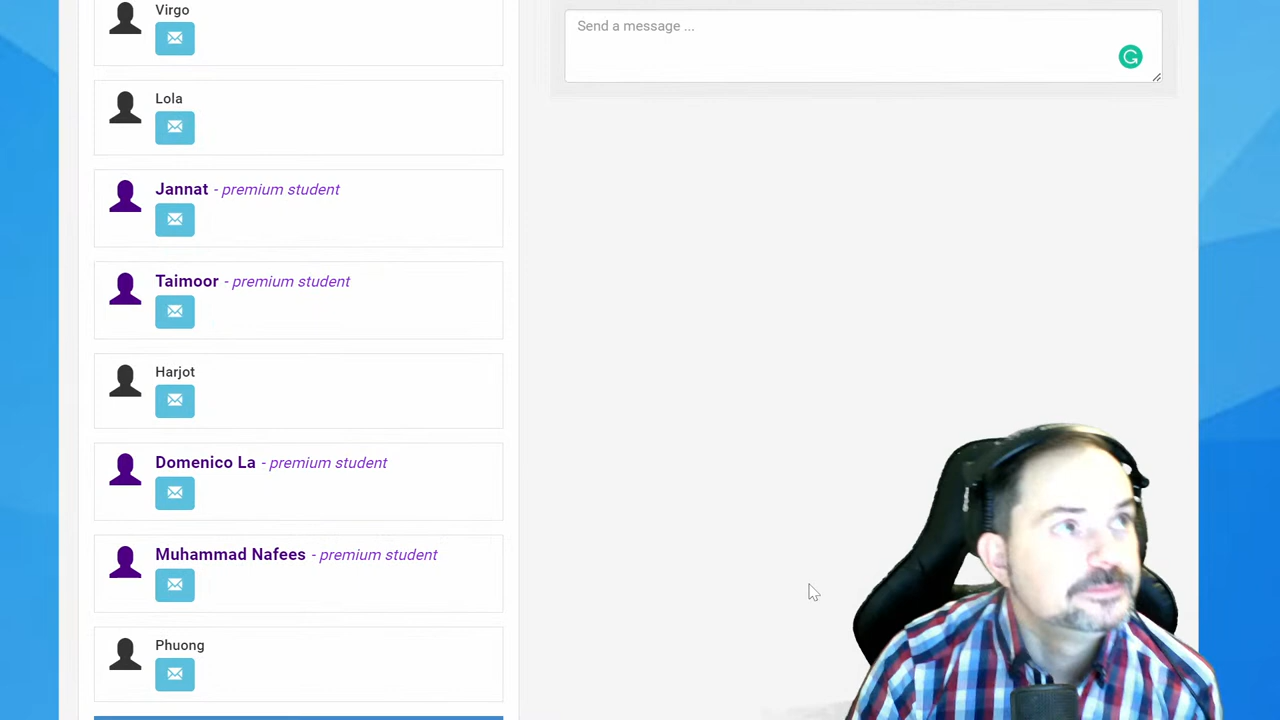 Virgo
Lola
Jannat - premium student
Taimoor - premium student
Harjot
Domenico La - premium student
Muhammad Nafees - premium student
Phuong
Send a message ...